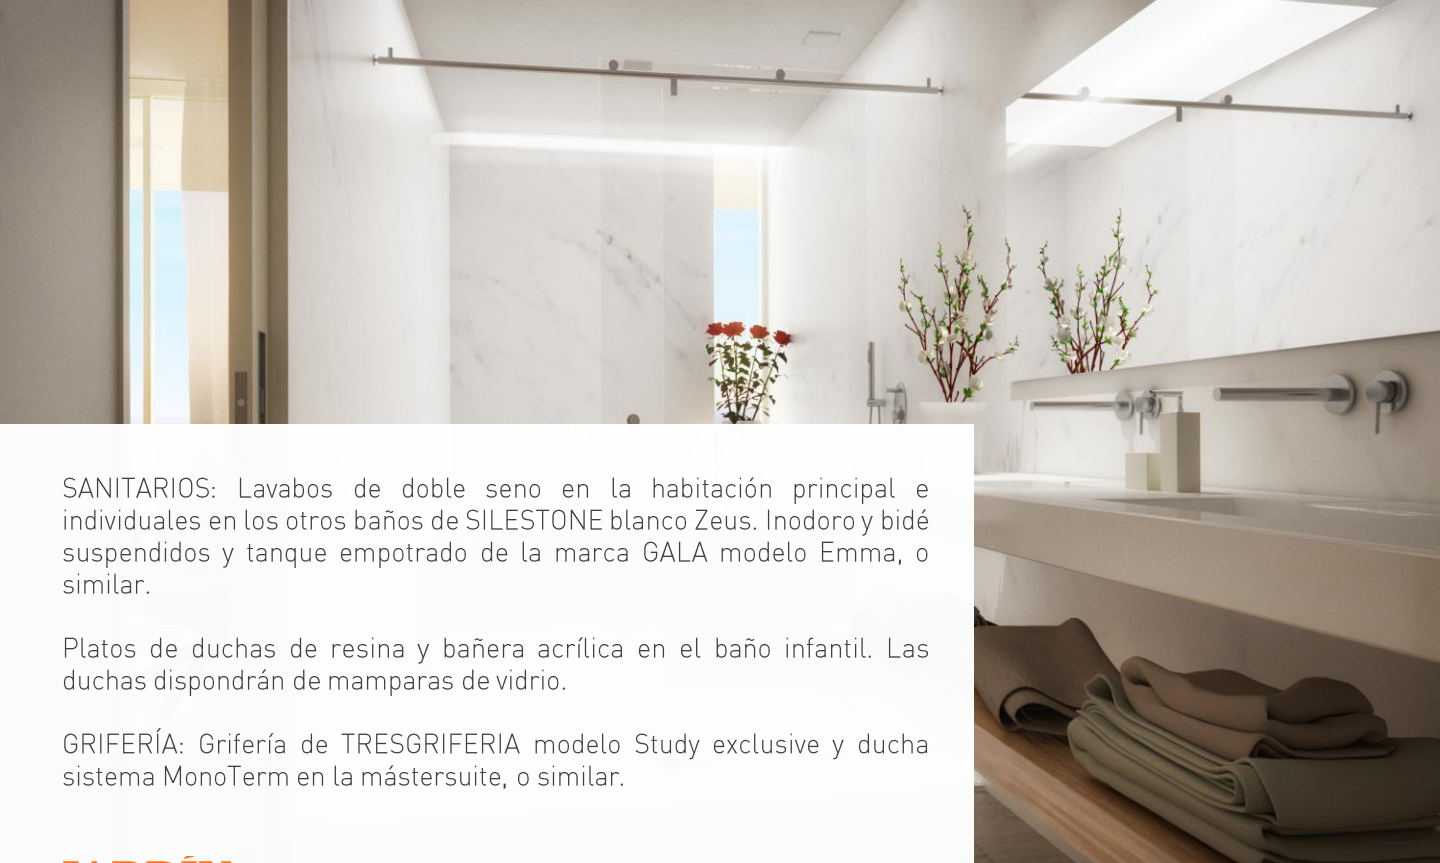 SANITARIOS: Lavabos de doble seno en la habitación principal e
individuales en los otros baños de SILESTONE blanco Zeus. Inodoro y bidé
suspendidos y tanque empotrado de la marca GALA modelo Emma, o
similar.
Platos de duchas de resina y bañera acrílica en el baño infantil. Las
duchas dispondrán de mamparas de vidrio.
GRIFERÍA: Grifería de TRESGRIFERIA modelo Study exclusive y ducha
sistema MonoTerm en la mástersuite, o similar.